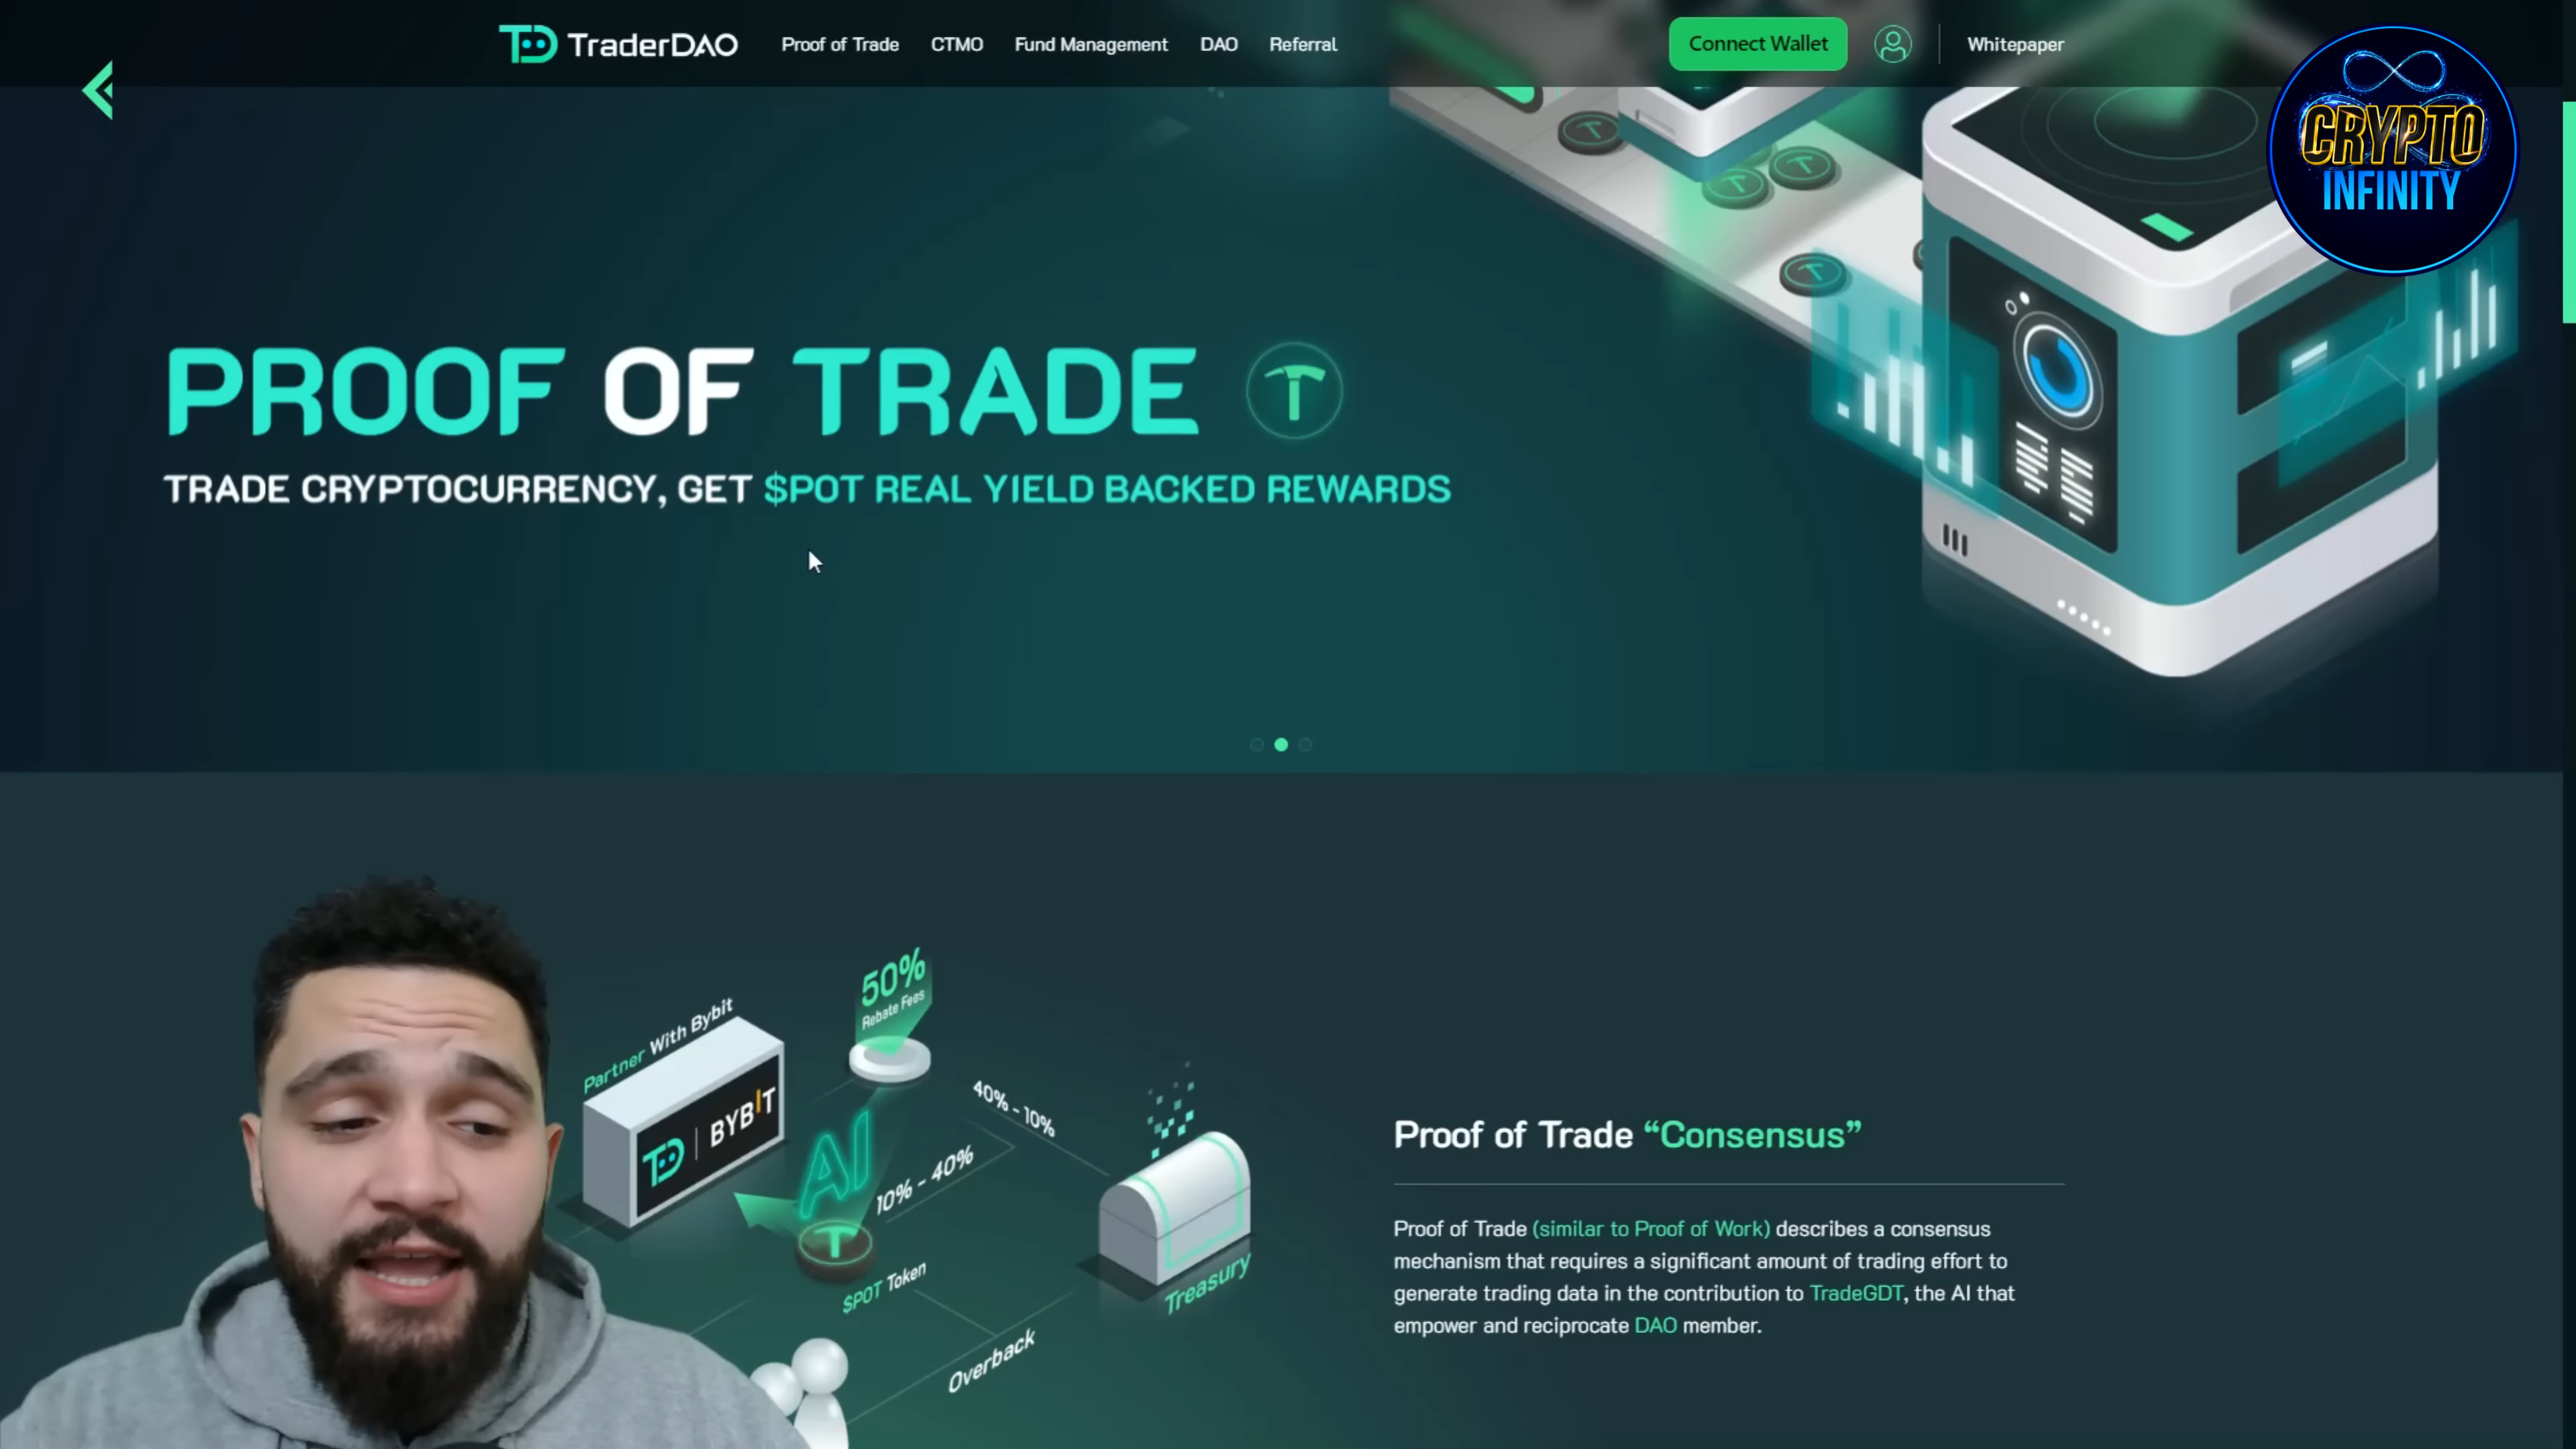 TraderDAO
Proof of Trade
CTMO
Fund Management
DAO
Referral
Connect Wallet
Whitepaper
CRYPTO
INFINITY
PROOF OF TRADE
TRADE CRYPTOCURRENCY, GET $POT REAL YIELD BACKED REWARDS
50%
Rebate Fees
Partner With Bybit
BYBIT
AI
40% - 10%
10% - 40%
$POT Token
Treasury
Overback
Proof of Trade “Consensus”
Proof of Trade (similar to Proof of Work) describes a consensus
mechanism that requires a significant amount of trading effort to
generate trading data in the contribution to TradeGDT, the AI that
empower and reciprocate DAO member.